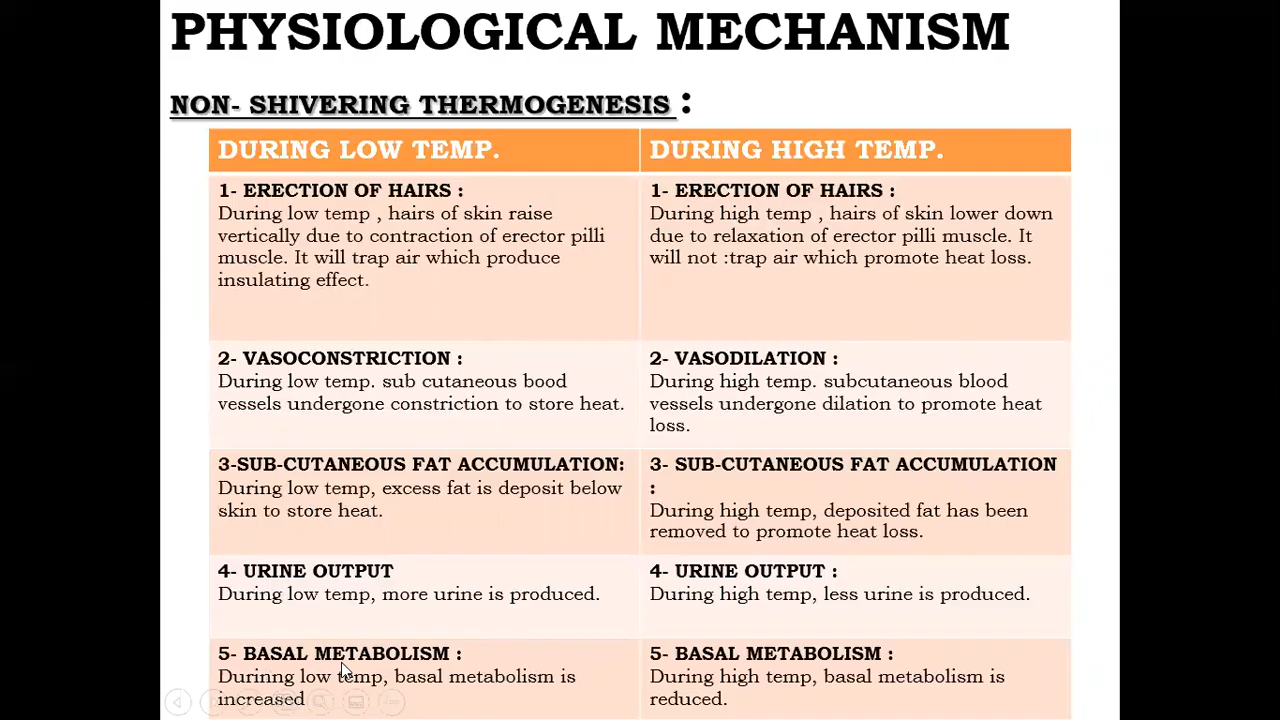 PHYSIOLOGICAL MECHANISM
NON- SHIVERING THERMOGENESIS :
DURING LOW TEMP.
1- ERECTION OF HAIRS :
During low temp , hairs of skin raise
vertically due to contraction of erector pilli
muscle. It will trap air which produce
insulating effect.
2- VASOCONSTRICTION :
During low temp. sub cutaneous bood
vessels undergone constriction to store heat.
3-SUB-CUTANEOUS FAT ACCUMULATION:
During low temp, excess fat is deposit below
skin to store heat.
4- URINE OUTPUT
During low temp, more urine is produced.
5- BASAL METABOLISM :
Durinng low temp, basal metabolism is
increased
DURING HIGH TEMP.
1- ERECTION OF HAIRS :
During high temp , hairs of skin lower down
due to relaxation of erector pilli muscle. It
will not :trap air which promote heat loss.
2- VASODILATION :
During high temp. subcutaneous blood
vessels undergone dilation to promote heat
loss.
3- SUB-CUTANEOUS FAT ACCUMULATION
:
During high temp, deposited fat has been
removed to promote heat loss.
4- URINE OUTPUT :
During high temp, less urine is produced.
5- BASAL METABOLISM :
During high temp, basal metabolism is
reduced.